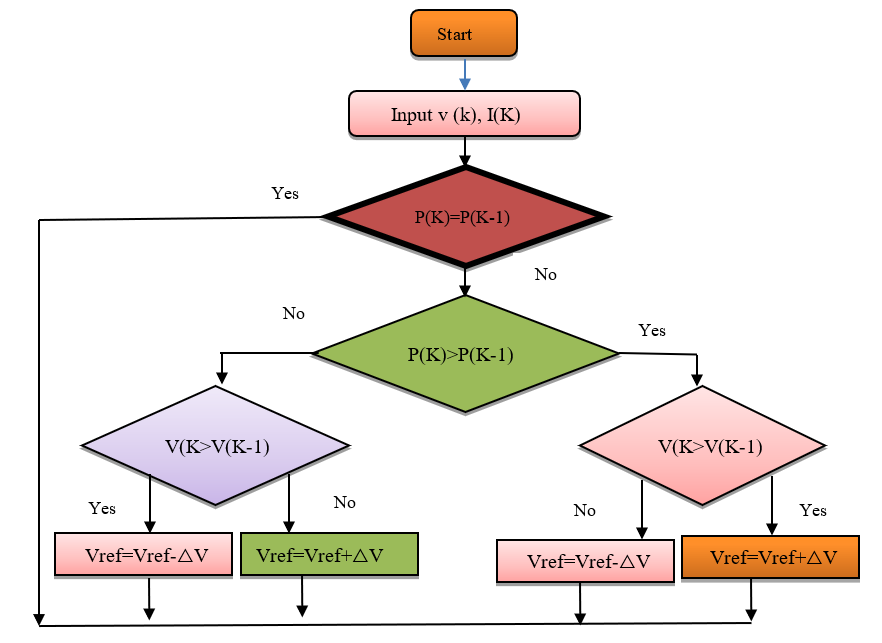 Start
Input v (k), I(K)
Yes
P(K)=P(K-1)
No
No
Yes
P(K)>P(K-1)
V(K>V(K-1)
V(K>V(K-1)
Yes
No
No
Yes
Vref=Vref-△V
Vref=Vref+△V
Vref=Vref-△V
Vref=Vref+△V